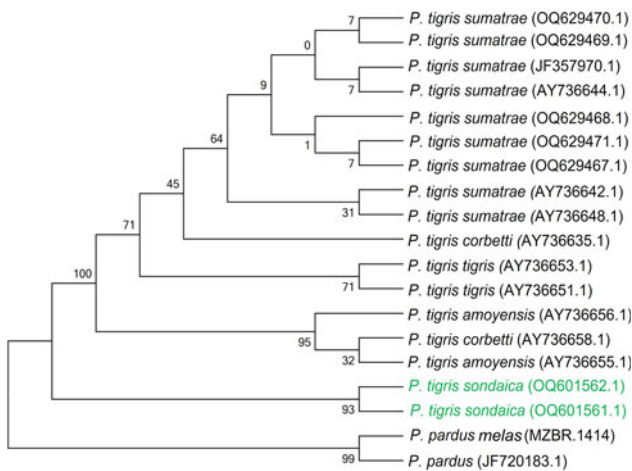 7
P. tigris sumatrae (OQ629470.1)
0
P. tigris sumatrae (OQ629469.1)
P. tigris sumatrae (JF357970.1)
9
7
P. tigris sumatrae (AY736644.1)
P. tigris sumatrae (OQ629468.1)
64
1
P. tigris sumatrae (OQ629471.1)
7
P. tigris sumatrae (OQ629467.1)
45
P. tigris sumatrae (AY736642.1)
31
P. tigris sumatrae (AY736648.1)
71
P. tigris corbetti (AY736635.1)
P. tigris tigris (AY736653.1)
100
71
P. tigris tigris (AY736651.1)
P. tigris amoyensis (AY736656.1)
95
P. tigris corbetti (AY736658.1)
32
P. tigris amoyensis (AY736655.1)
P. tigris sondaica (OQ601562.1)
93
P. tigris sondaica (OQ601561.1)
P. pardus melas (MZBR.1414)
99
P. pardus (JF720183.1)